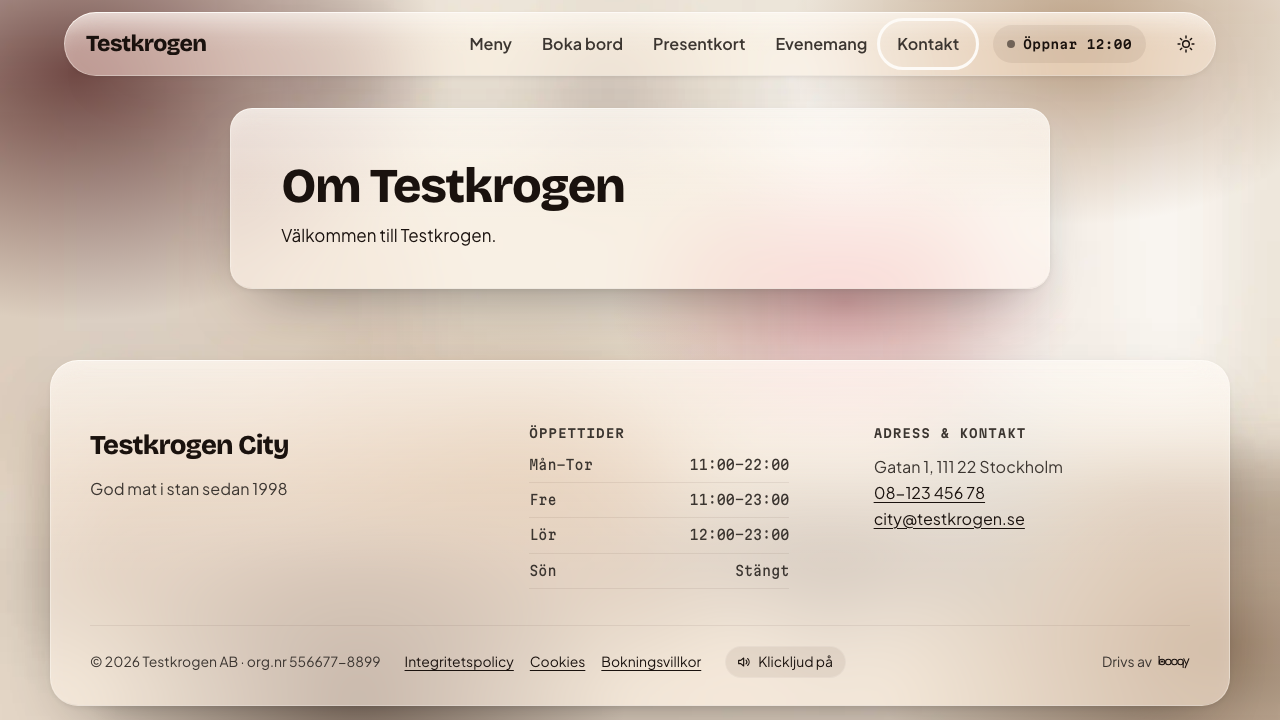 Testkrogen
Meny Boka bord Presentkort Evenemang Kontakt Öppnar 12:00
Om Testkrogen
Välkommen till Testkrogen.
Testkrogen City
God mat i stan sedan 1998
ÖPPETTIDER
Mån–Tor 11:00–22:00
Fre 11:00–23:00
Lör 12:00–23:00
Sön Stängt
ADRESS & KONTAKT
Gatan 1, 111 22 Stockholm
08-123 456 78
city@testkrogen.se
© 2026 Testkrogen AB · org.nr 556677-8899 Integritetspolicy Cookies Bokningsvillkor Klickljud på Drivs av booqy